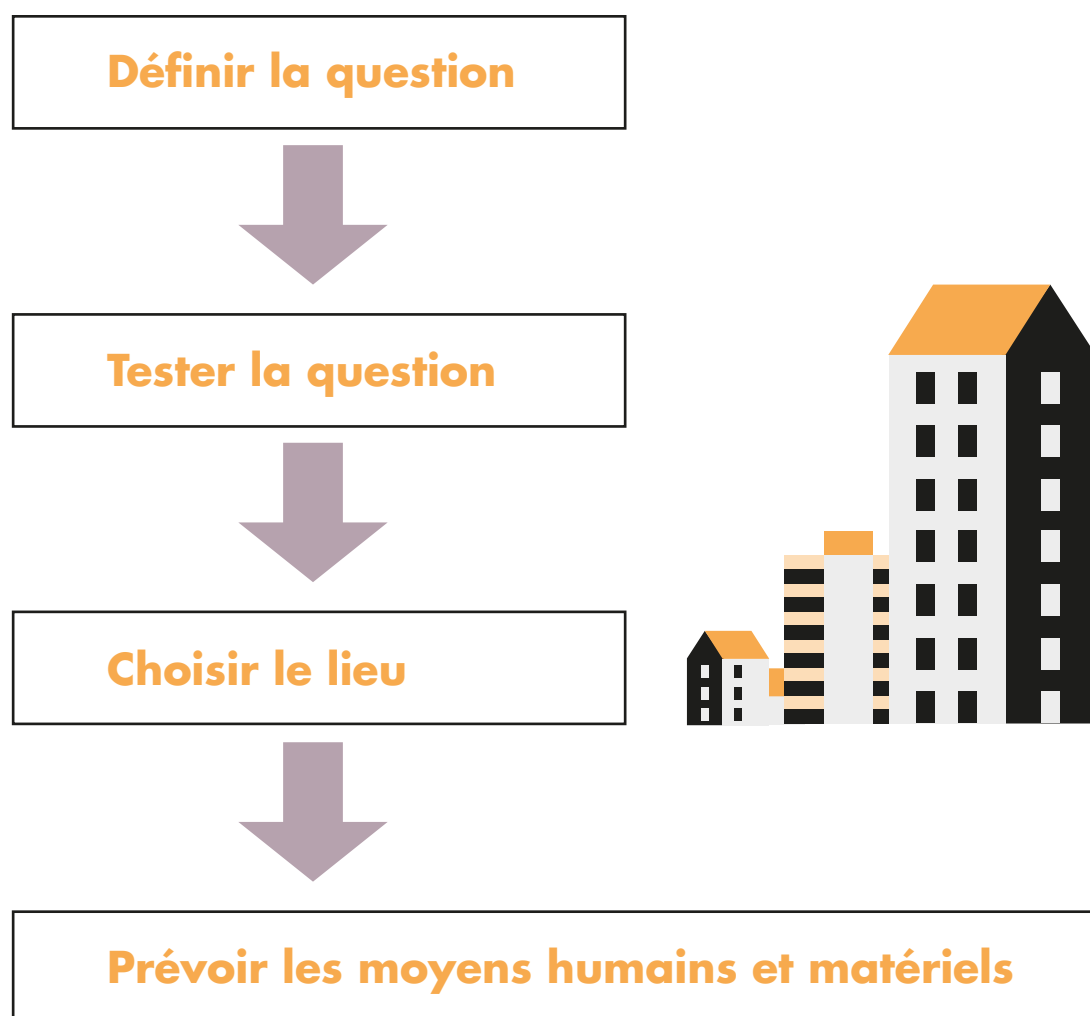 Définir la question
Tester la question
Choisir le lieu
Prévoir les moyens humains et matériels